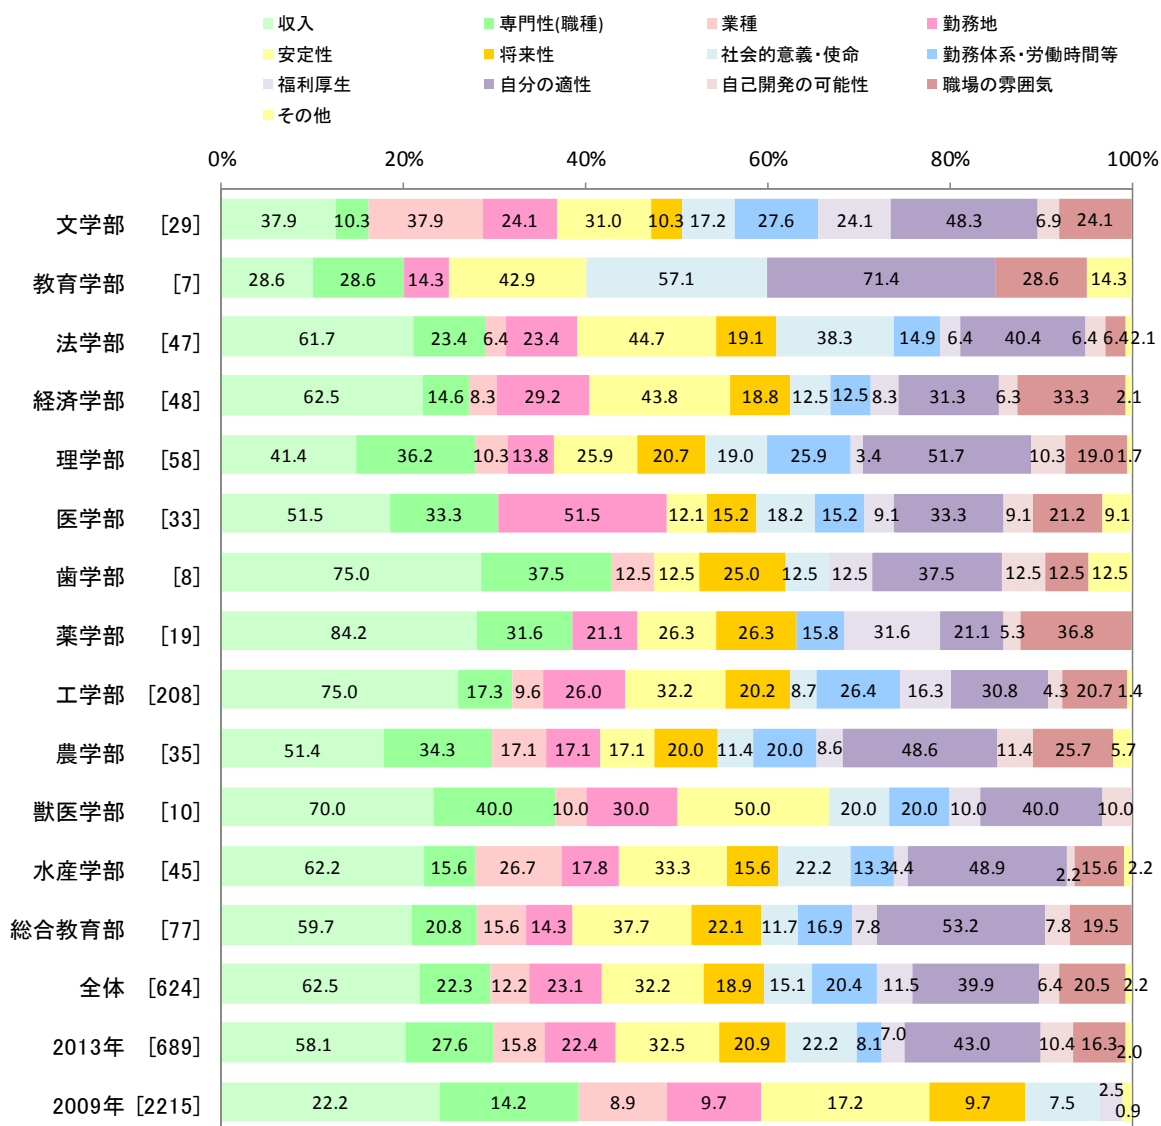 収入 専門性(職種) 業種 勤務地
安定性 将来性 社会的意義・使命 勤務体系・労働時間等
福利厚生 自分の適性 自己開発の可能性 職場の雰囲気
その他
0% 20% 40% 60% 80% 100%
文学部 [29] 37.9 10.3 37.9 24.1 31.0 10.3 17.2 27.6 24.1 48.3 6.9 24.1
教育学部 [7] 28.6 28.6 14.3 42.9 57.1 71.4 28.6 14.3
法学部 [47] 61.7 23.4 6.4 23.4 44.7 19.1 38.3 14.9 6.4 40.4 6.4 6.4 2.1
経済学部 [48] 62.5 14.6 8.3 29.2 43.8 18.8 12.5 12.5 8.3 31.3 6.3 33.3 2.1
理学部 [58] 41.4 36.2 10.3 13.8 25.9 20.7 19.0 25.9 3.4 51.7 10.3 19.0 1.7
医学部 [33] 51.5 33.3 51.5 12.1 15.2 18.2 15.2 9.1 33.3 9.1 21.2 9.1
歯学部 [8] 75.0 37.5 12.5 12.5 25.0 12.5 12.5 37.5 12.5 12.5 12.5
薬学部 [19] 84.2 31.6 21.1 26.3 26.3 15.8 31.6 21.1 5.3 36.8
工学部 [208] 75.0 17.3 9.6 26.0 32.2 20.2 8.7 26.4 16.3 30.8 4.3 20.7 1.4
農学部 [35] 51.4 34.3 17.1 17.1 17.1 20.0 11.4 20.0 8.6 48.6 11.4 25.7 5.7
獣医学部 [10] 70.0 40.0 10.0 30.0 50.0 20.0 20.0 10.0 40.0 10.0
水産学部 [45] 62.2 15.6 26.7 17.8 33.3 15.6 22.2 13.3 4.4 48.9 2.2 15.6 2.2
総合教育部 [77] 59.7 20.8 15.6 14.3 37.7 22.1 11.7 16.9 7.8 53.2 7.8 19.5
全体 [624] 62.5 22.3 12.2 23.1 32.2 18.9 15.1 20.4 11.5 39.9 6.4 20.5 2.2
2013年 [689] 58.1 27.6 15.8 22.4 32.5 20.9 22.2 8.1 7.0 43.0 10.4 16.3 2.0
2009年 [2215] 22.2 14.2 8.9 9.7 17.2 9.7 7.5 2.5 0.9